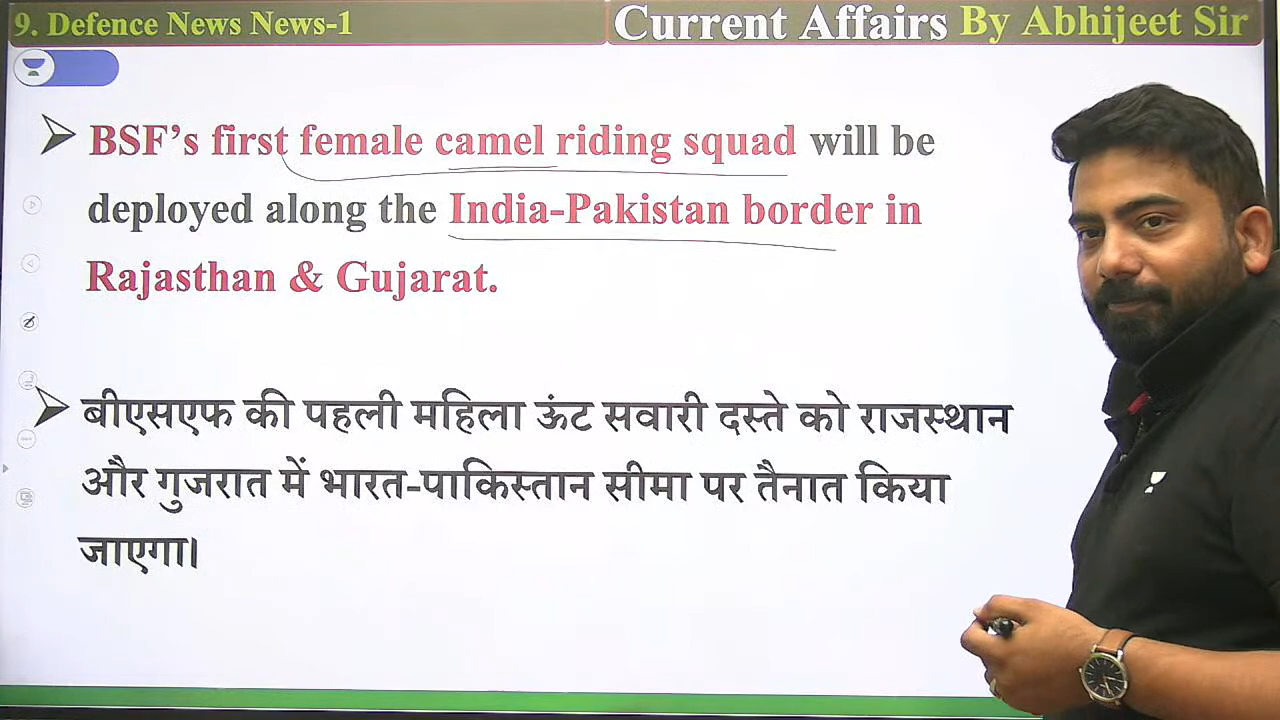 9. Defence News News-1
Current Affairs By Abhijeet Sir
BSF's first female camel riding squad will be
deployed along the India-Pakistan border in
Rajasthan & Gujarat.
बीएसएफ की पहली महिला ऊंट सवारी दस्ते को राजस्थान
और गुजरात में भारत-पाकिस्तान सीमा पर तैनात किया
जाएगा।